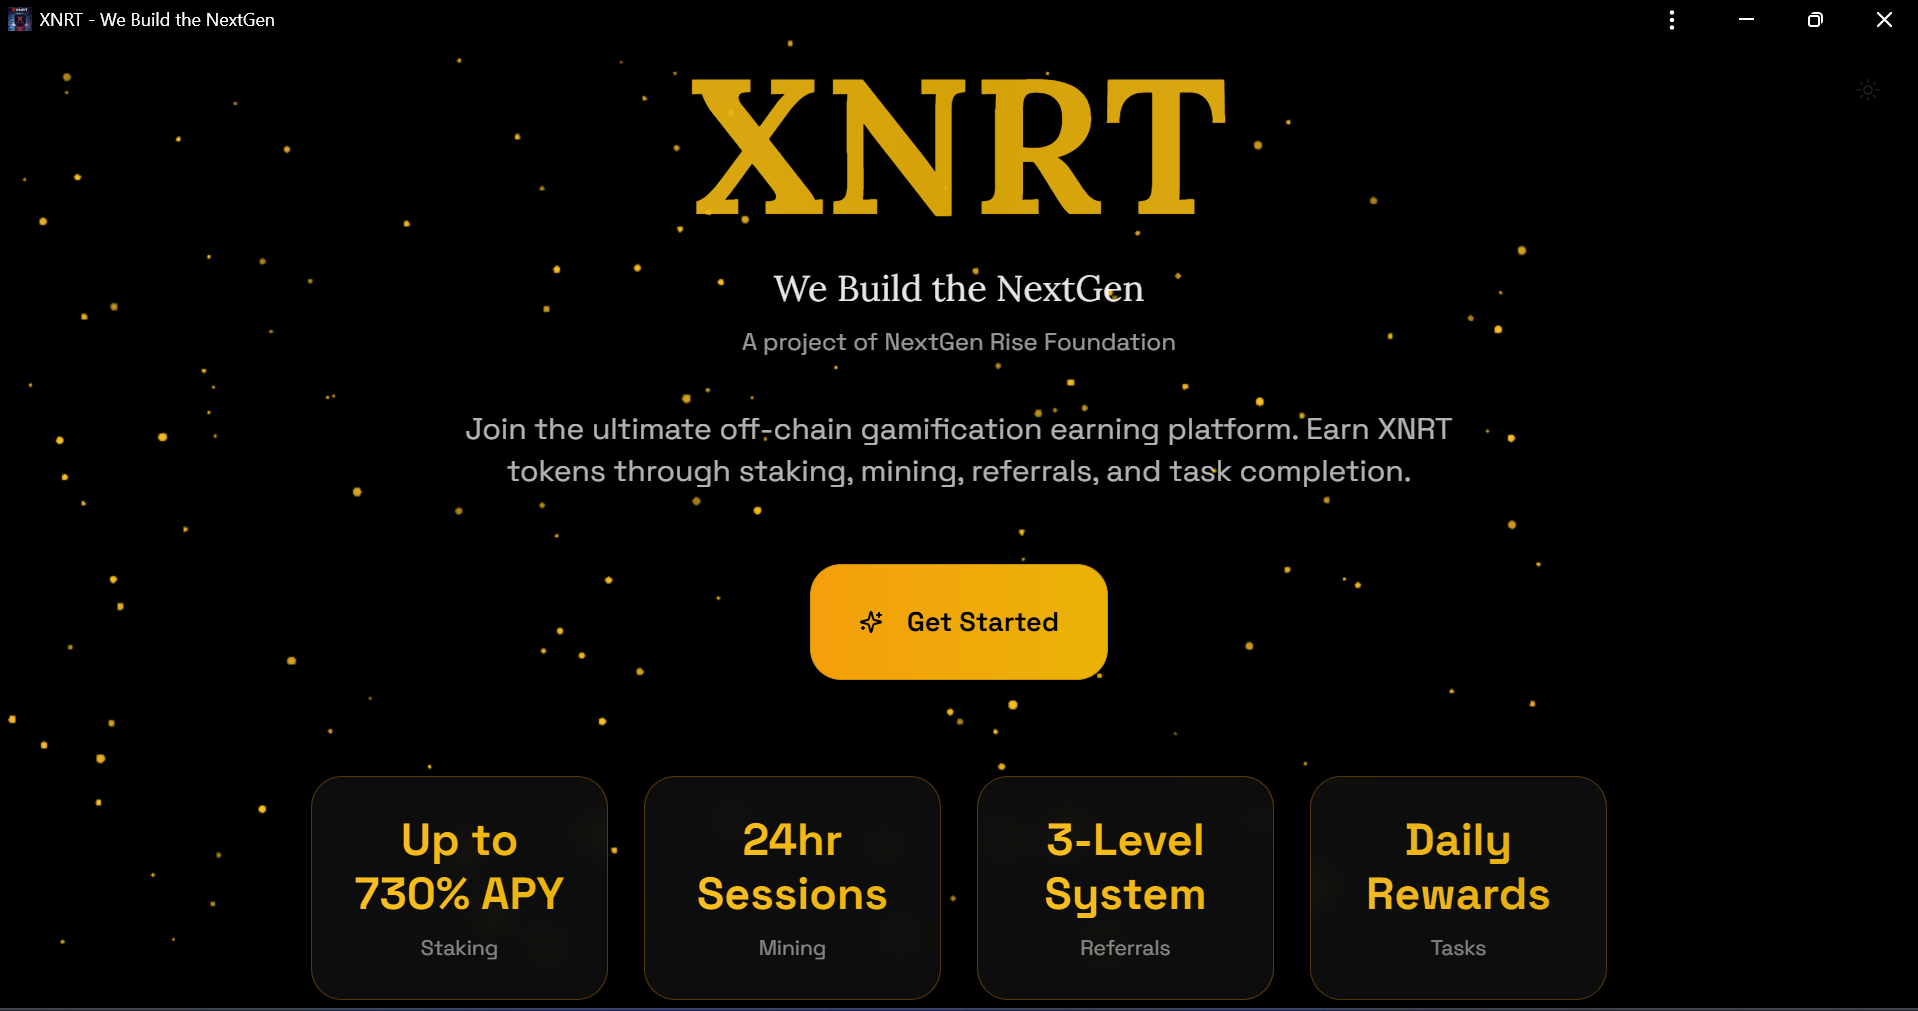 XNRT - We Build the NextGen
XNRT
We Build the NextGen
A project of NextGen Rise Foundation
Join the ultimate off-chain gamification earning platform. Earn XNRT
tokens through staking, mining, referrals, and task completion.
Get Started
Up to
730% APY
Staking
24hr
Sessions
Mining
3-Level
System
Referrals
Daily
Rewards
Tasks